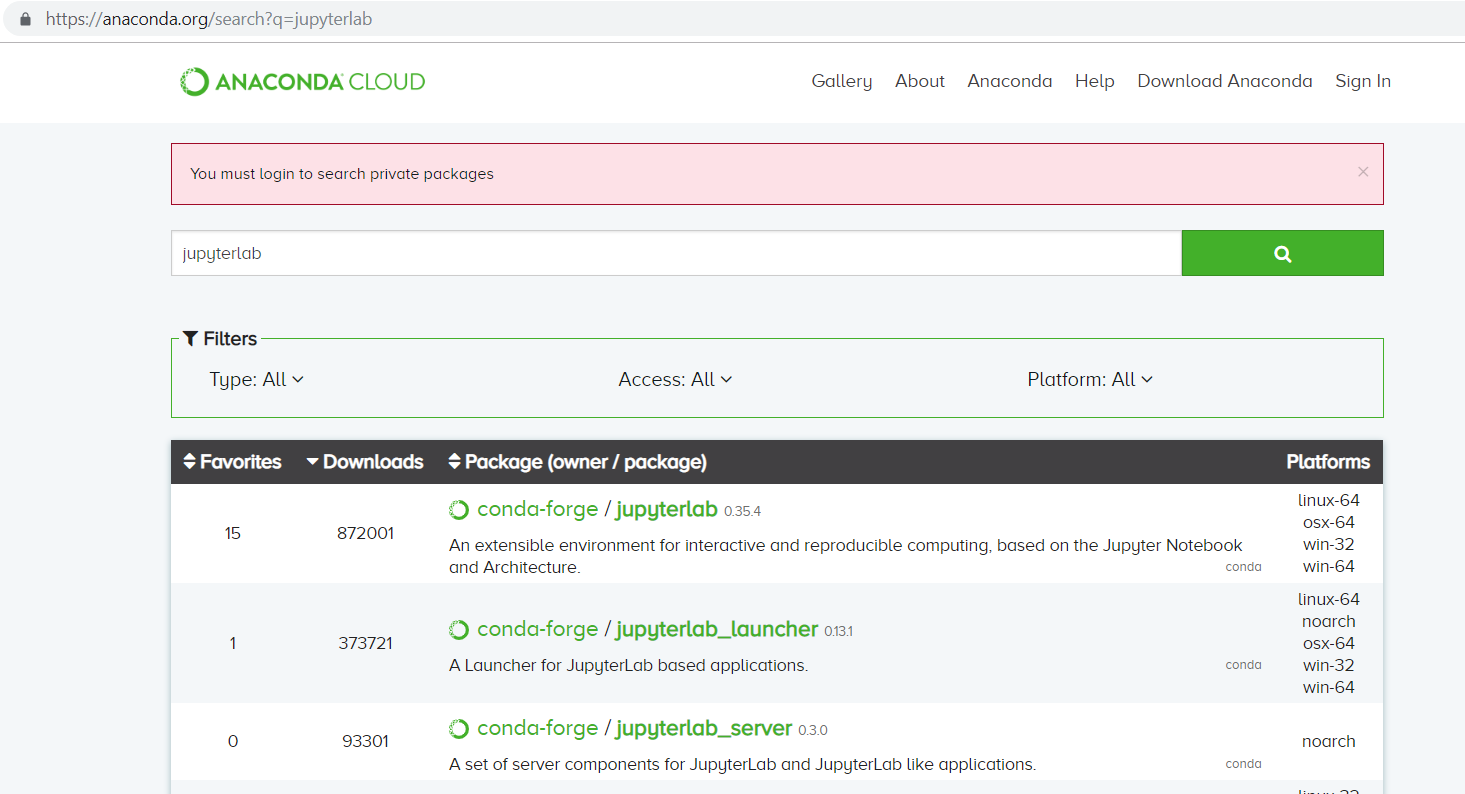 https://anaconda.org/search?q=jupyterlab
ANACONDA CLOUD
Gallery About Anaconda Help Download Anaconda Sign In
You must login to search private packages ×
jupyterlab
Filters
Type: All Access: All Platform: All
Favorites Downloads Package (owner / package) Platforms
15 872001 conda-forge / jupyterlab 0.35.4
An extensible environment for interactive and reproducible computing, based on the Jupyter Notebook
and Architecture.
conda
linux-64
osx-64
win-32
win-64
1 373721 conda-forge / jupyterlab_launcher 0.13.1
A Launcher for JupyterLab based applications.
conda
linux-64
noarch
osx-64
win-32
win-64
0 93301 conda-forge / jupyterlab_server 0.3.0
A set of server components for JupyterLab and JupyterLab like applications.
conda
noarch